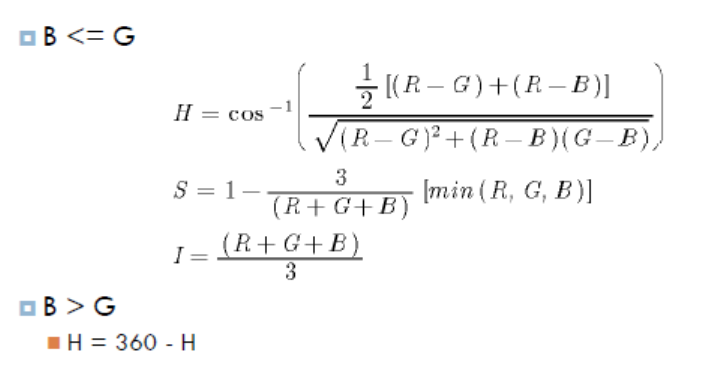 B <= G
H = cos⁻¹( ½ [(R – G)+(R – B)] / √((R – G)²+(R – B)(G – B)) )
S = 1 – 3/(R + G + B) [min (R, G, B)]
I = (R + G + B)/3
B > G
H = 360 - H